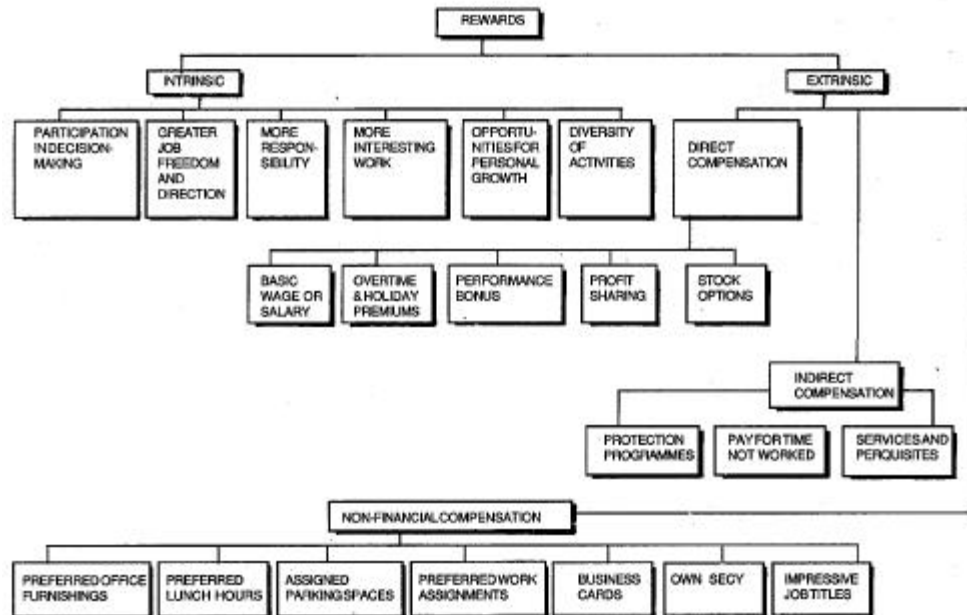 REWARDS
INTRINSIC
EXTRINSIC
PARTICIPATION
IN DECISION-
MAKING
GREATER
JOB
FREEDOM
AND
DIRECTION
MORE
RESPON-
SIBILITY
MORE
INTERESTING
WORK
OPPORTU-
NITIES FOR
PERSONAL
GROWTH
DIVERSITY
OF
ACTIVITIES
DIRECT
COMPENSATION
BASIC
WAGE OR
SALARY
OVERTIME
& HOLIDAY
PREMIUMS
PERFORMANCE
BONUS
PROFIT
SHARING
STOCK
OPTIONS
INDIRECT
COMPENSATION
PROTECTION
PROGRAMMES
PAY FOR TIME
NOT WORKED
SERVICES AND
PERQUISITES
NON-FINANCIAL COMPENSATION
PREFERRED OFFICE
FURNISHINGS
PREFERRED
LUNCH HOURS
ASSIGNED
PARKING SPACES
PREFERRED WORK
ASSIGNMENTS
BUSINESS
CARDS
OWN SECY
IMPRESSIVE
JOB TITLES